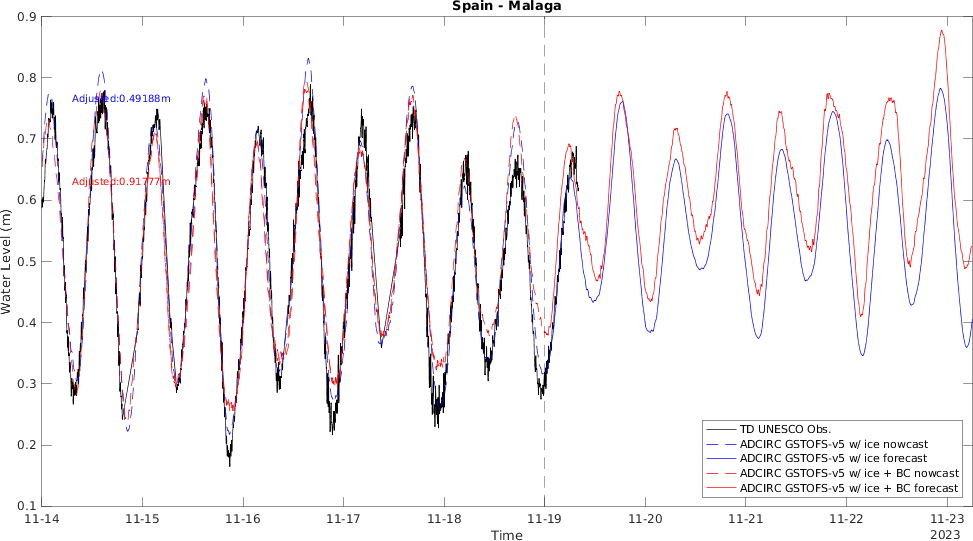 Spain - Malaga
0.9
0.8
0.7
0.6
0.5
0.4
0.3
0.2
0.1
Water Level (m)
Adjusted:0.49188m
Adjusted:0.91777m
TD UNESCO Obs.
ADCIRC GSTOFS-v5 w/ ice nowcast
ADCIRC GSTOFS-v5 w/ ice forecast
ADCIRC GSTOFS-v5 w/ ice + BC nowcast
ADCIRC GSTOFS-v5 w/ ice + BC forecast
11-14 11-15 11-16 11-17 11-18 11-19 11-20 11-21 11-22 11-23
2023
Time